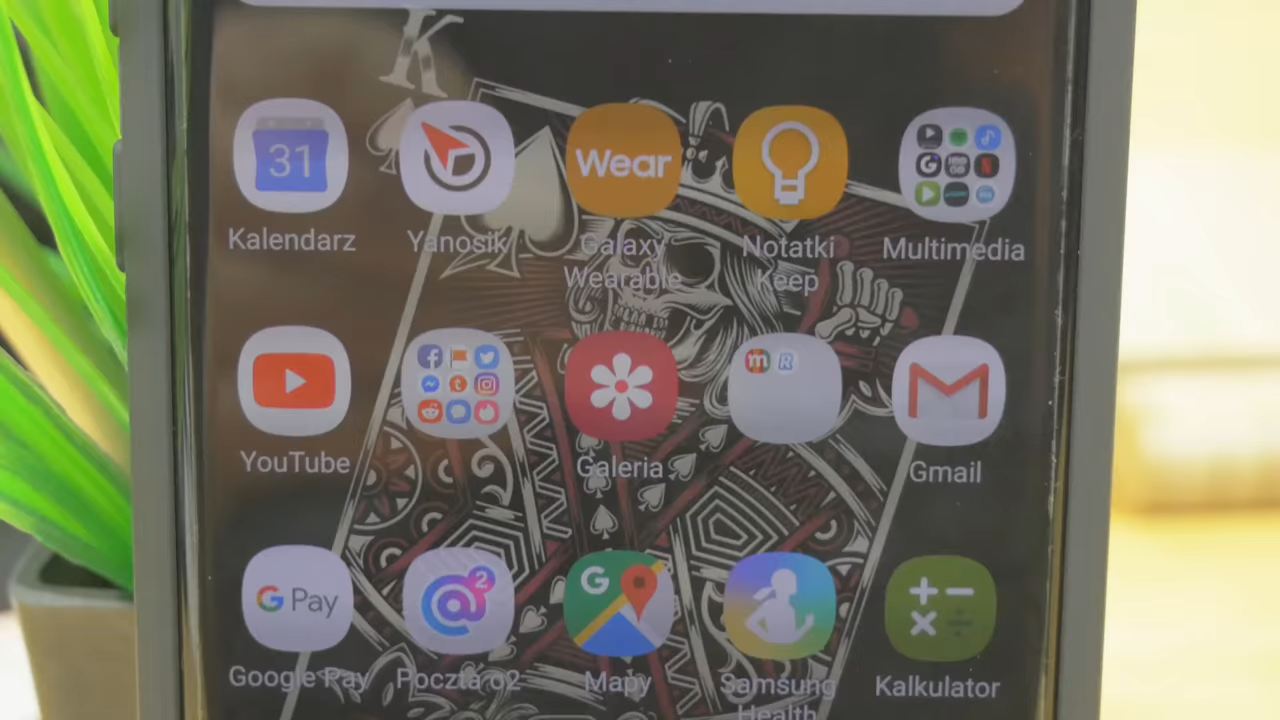 K
31
Wear
Kalendarz
Yanosik
Galaxy
Wearable
Notatki
Keep
Multimedia
YouTube
Galeria
m R
Gmail
G Pay
@2
G
Google Pay
Poczta o2
Mapy
Samsung
Health
Kalkulator